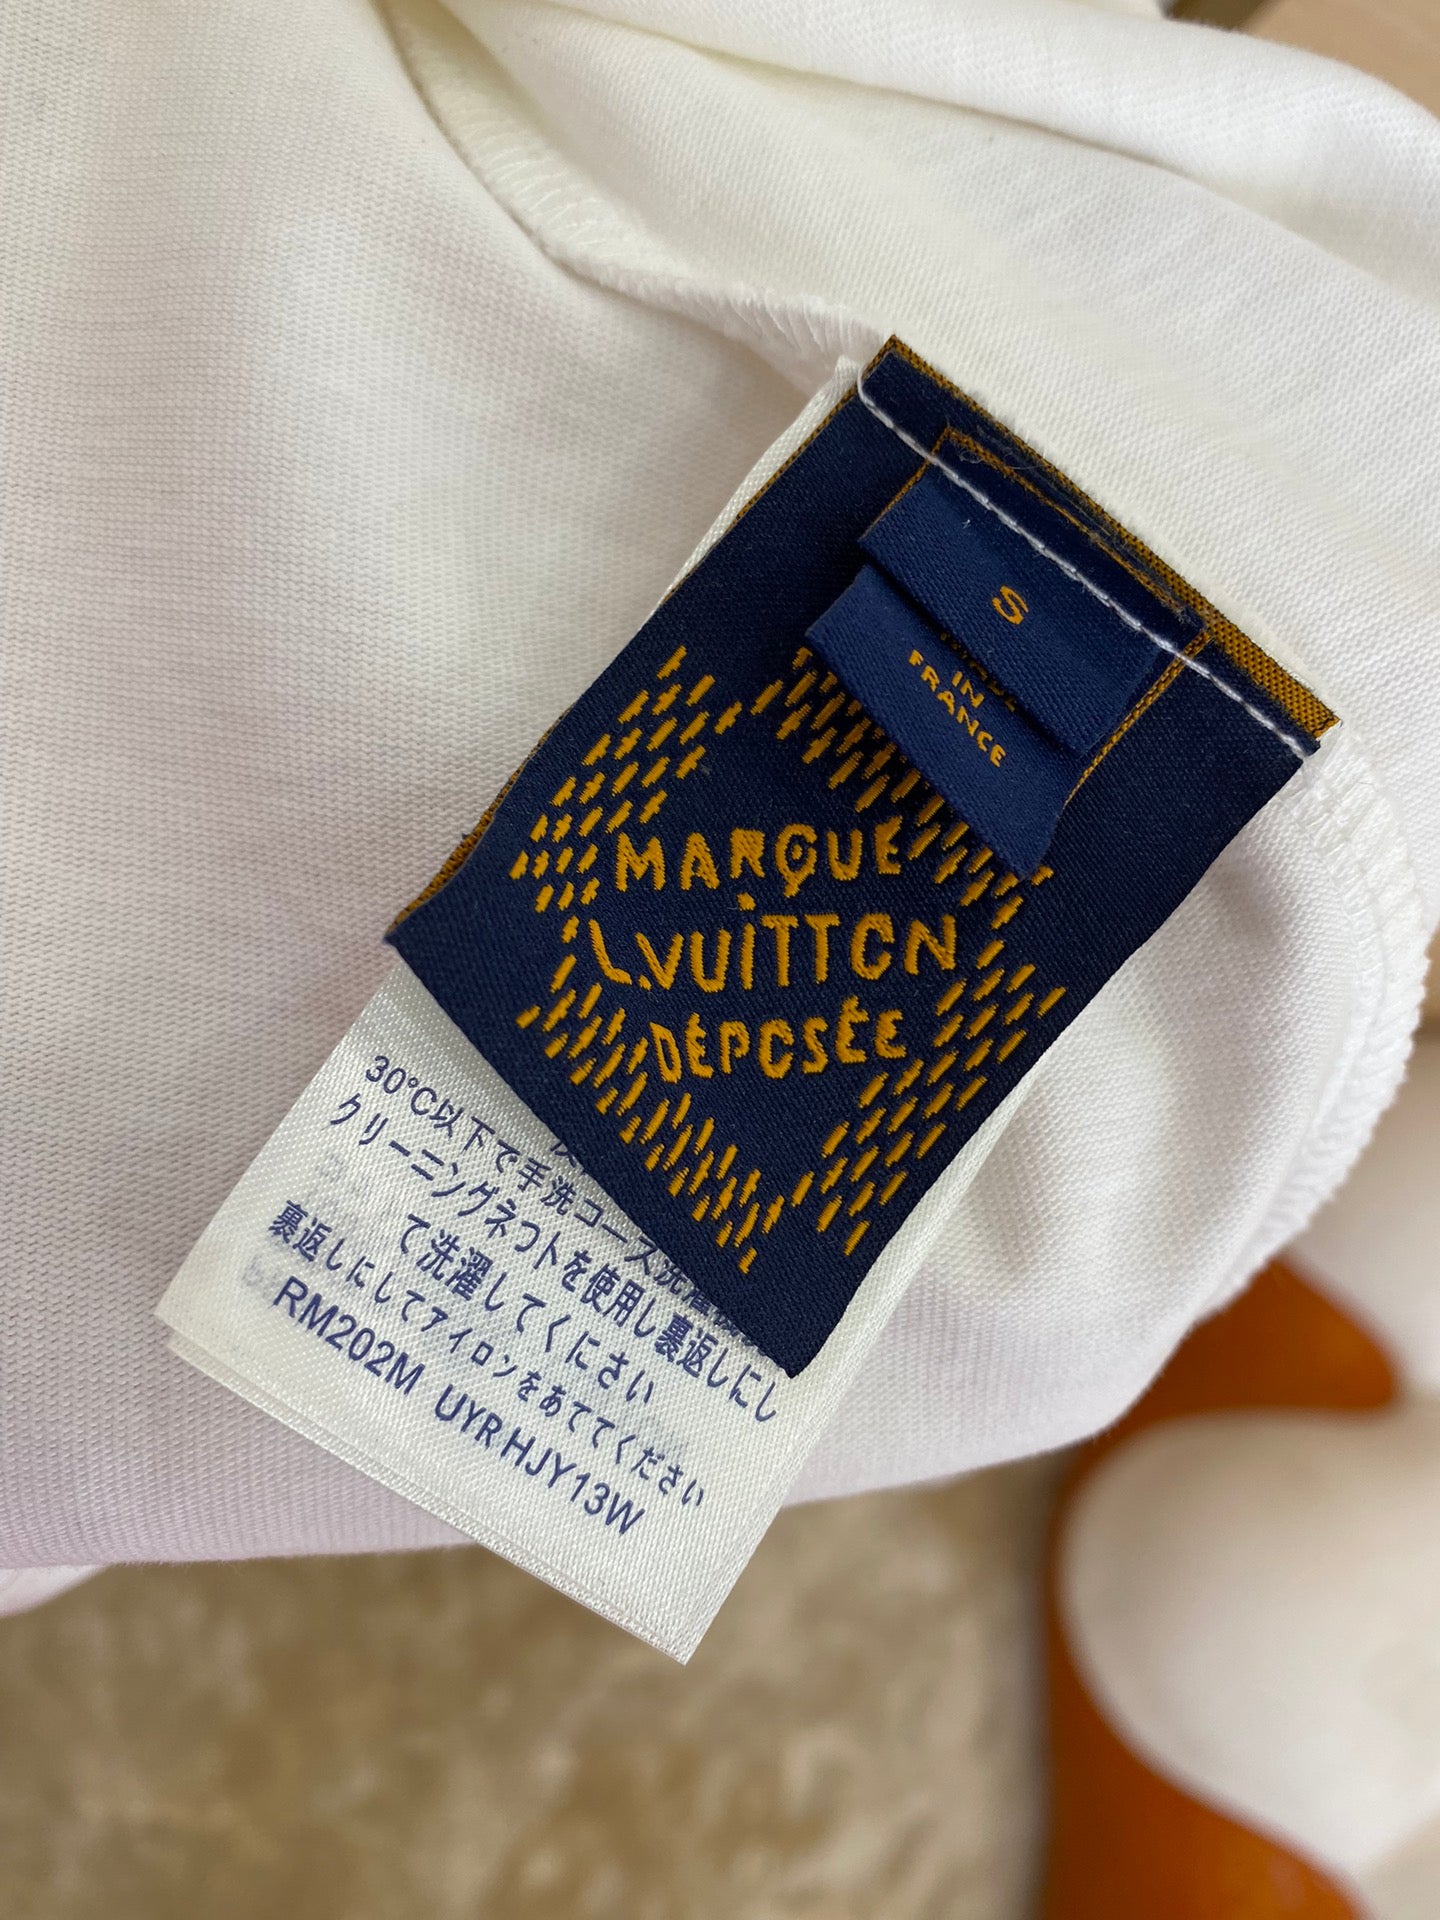 S
IN
FRANCE
MARQUE
L.VUITTON
DÉPOSÉE
30℃以下で手洗コース洗濯
クリーニングネットを使用し裏返しにし
て洗濯してください
裏返しにしてアイロンをあててください
RM202M UYR HJY13W